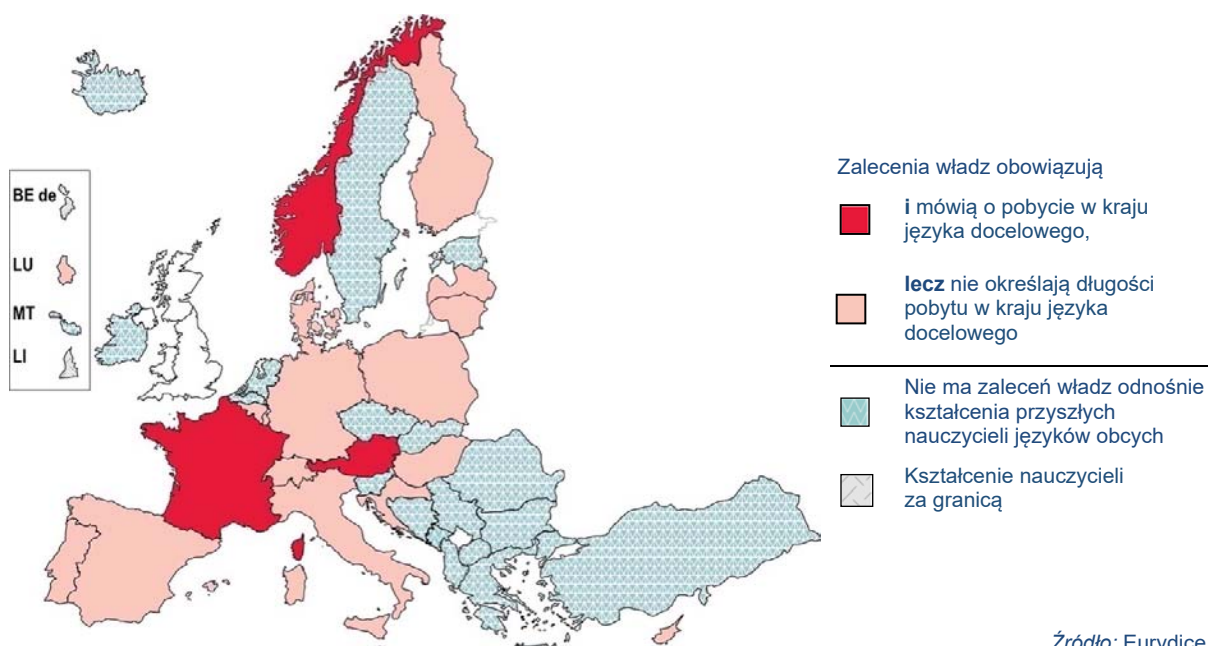 BE de
LU
MT
LI
Zalecenia władz obowiązują
i mówią o pobycie w kraju
języka docelowego,
lecz nie określają długości
pobytu w kraju języka
docelowego
Nie ma zaleceń władz odnośnie
kształcenia przyszłych
nauczycieli języków obcych
Kształcenie nauczycieli
za granicą
Źródło: Eurydice